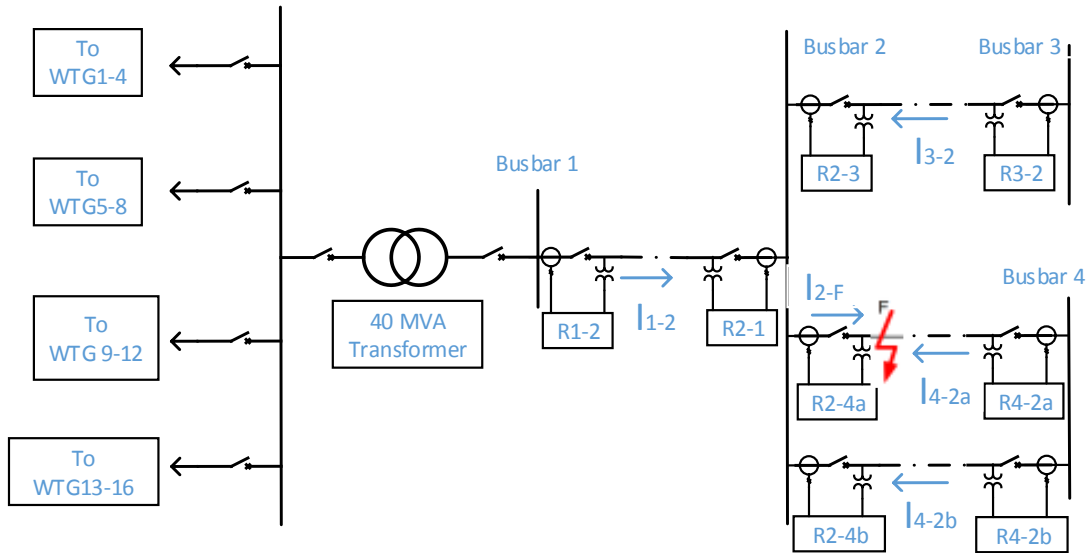 To
WTG1-4
To
WTG5-8
To
WTG 9-12
To
WTG13-16
40 MVA
Transformer
Busbar 1
R1-2
I1-2
R2-1
Busbar 2
Busbar 3
R2-3
I3-2
R3-2
I2-F
F
Busbar 4
R2-4a
I4-2a
R4-2a
R2-4b
I4-2b
R4-2b